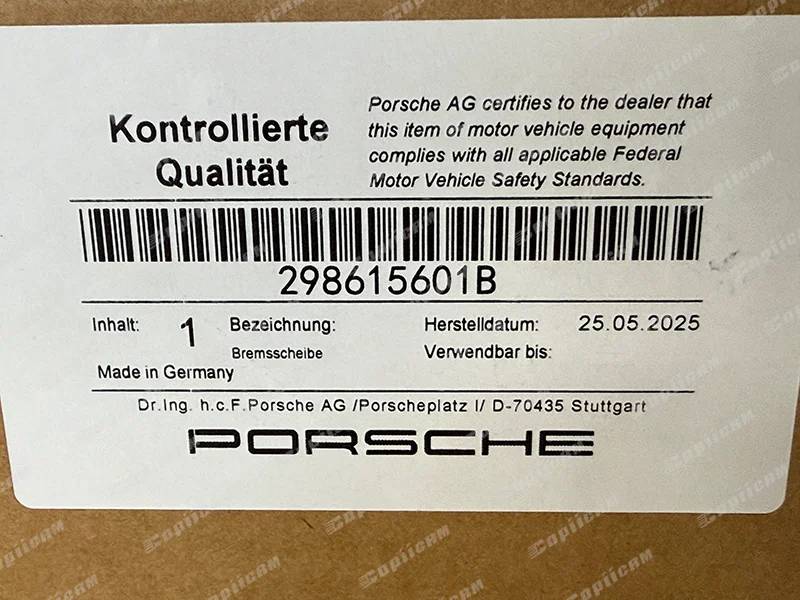 Kontrollierte
Qualität
Porsche AG certifies to the dealer that
this item of motor vehicle equipment
complies with all applicable Federal
Motor Vehicle Safety Standards.
298615601B
Inhalt: 1 Bezeichnung: Herstelldatum: 25.05.2025
Bremsscheibe Verwendbar bis:
Made in Germany
Dr.Ing. h.c.F.Porsche AG /Porscheplatz I/ D-70435 Stuttgart
PORSCHE